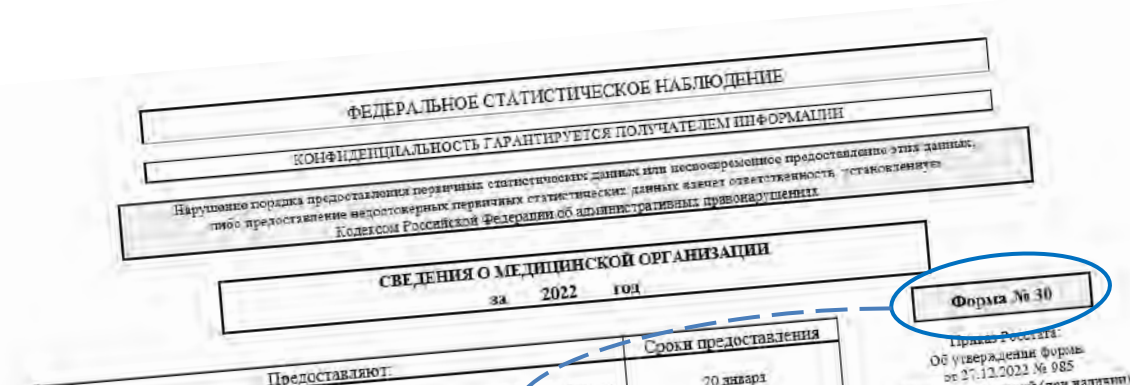 ФЕДЕРАЛЬНОЕ СТАТИСТИЧЕСКОЕ НАБЛЮДЕНИЕ
КОНФИДЕНЦИАЛЬНОСТЬ ГАРАНТИРУЕТСЯ ПОЛУЧАТЕЛЕМ ИНФОРМАЦИИ
Нарушение порядка предоставления первичных статистических данных или несвоевременное предоставление этих данных,
либо предоставление недостоверных первичных статистических данных влечет ответственность, установленную
Кодексом Российской Федерации об административных правонарушениях
СВЕДЕНИЯ О МЕДИЦИНСКОЙ ОРГАНИЗАЦИИ
за 2022 год
Форма № 30
Предоставляют:
Сроки предоставления
20 января
Приказ Росстата:
Об утверждении формы
от 27.12.2022 № 985
(при наличии)